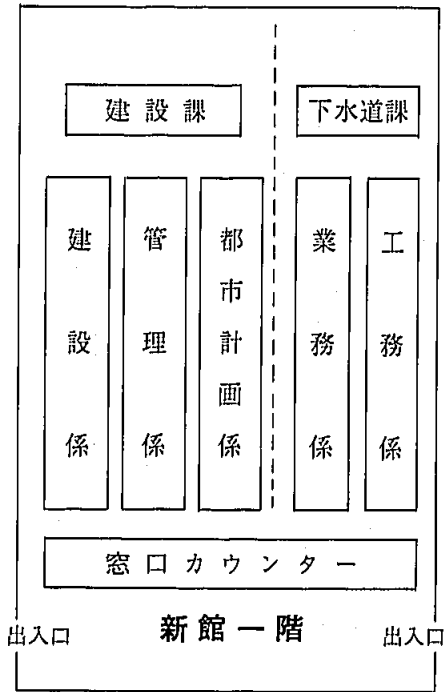 建設課
下水道課
建設係
管理係
都市計画係
業務係
工務係
窓口カウンター
出入口
新館一階
出入口